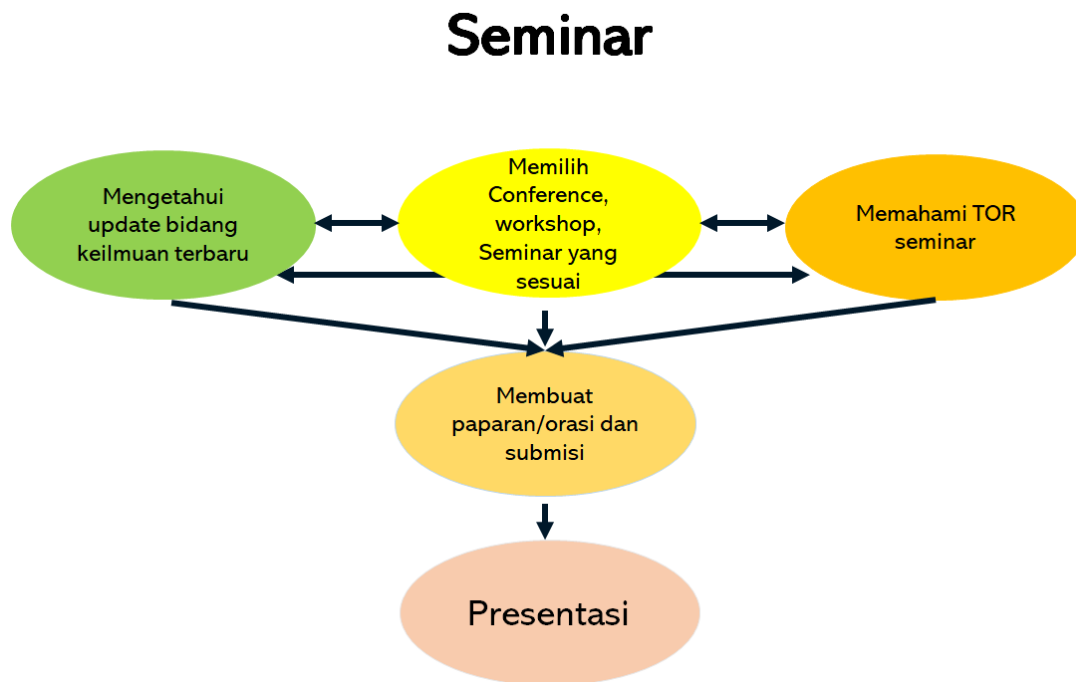 Seminar
Mengetahui
update bidang
keilmuan terbaru
Memilih
Conference,
workshop,
Seminar yang
sesuai
Memahami TOR
seminar
Membuat
paparan/orasi dan
submisi
Presentasi